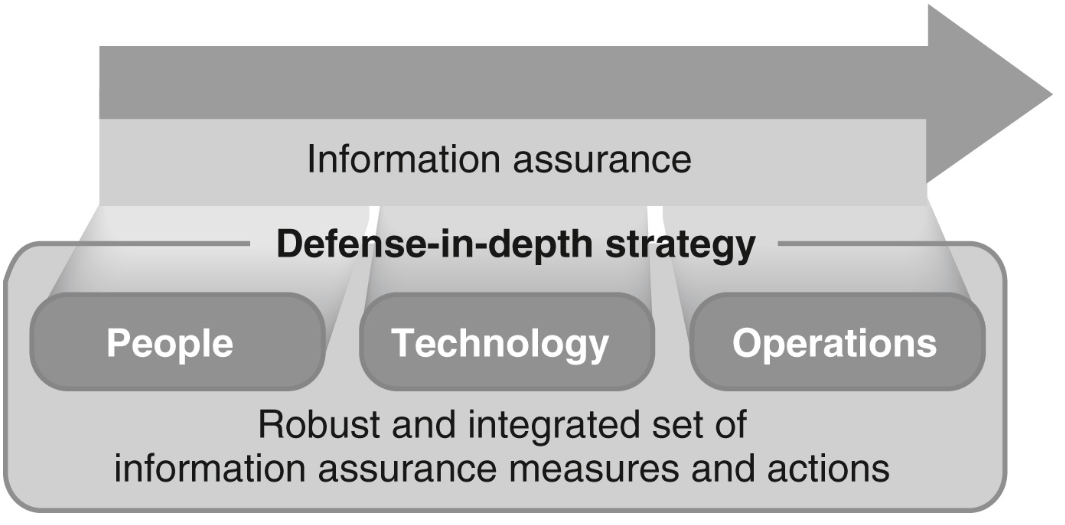 Information assurance
Defense-in-depth strategy
People
Technology
Operations
Robust and integrated set of
information assurance measures and actions